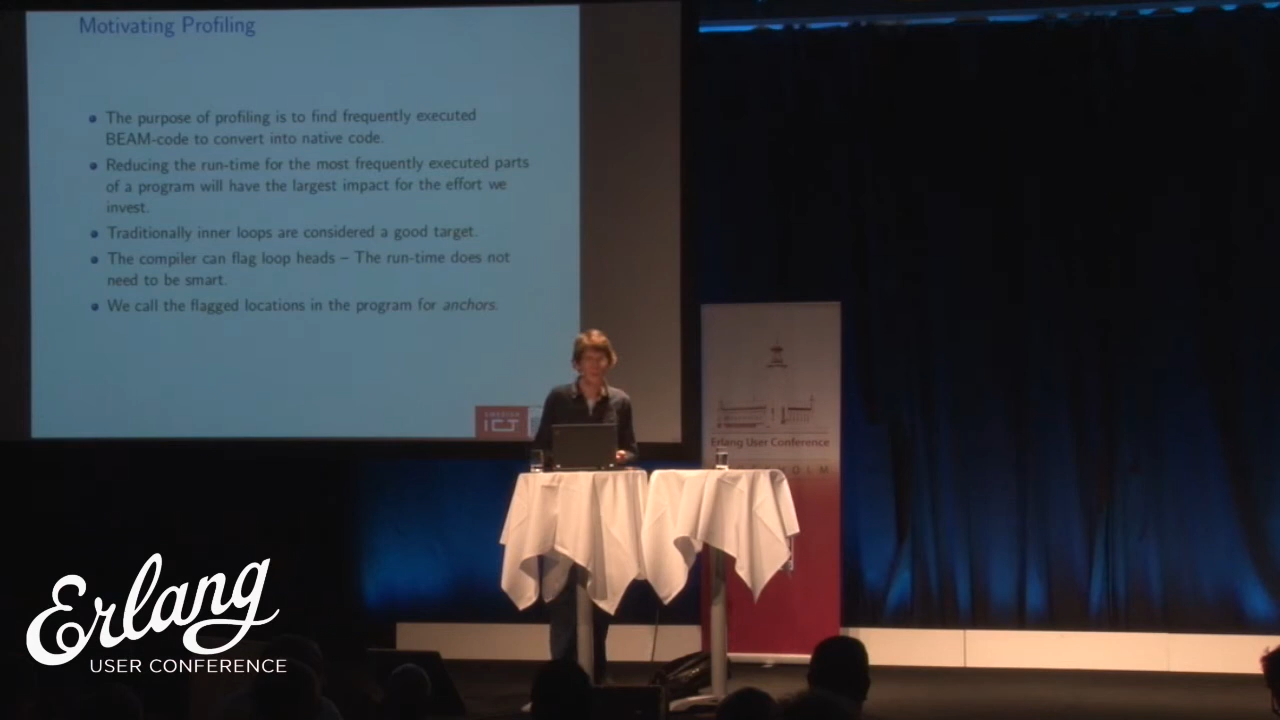 Motivating Profiling
The purpose of profiling is to find frequently executed
BEAM-code to convert into native code.
Reducing the run-time for the most frequently executed parts
of a program will have the largest impact for the effort we
invest.
Traditionally inner loops are considered a good target.
The compiler can flag loop heads – The run-time does not
need to be smart.
We call the flagged locations in the program for anchors.
SWEDISH
ICT
Erlang User Conference
Erlang
USER CONFERENCE